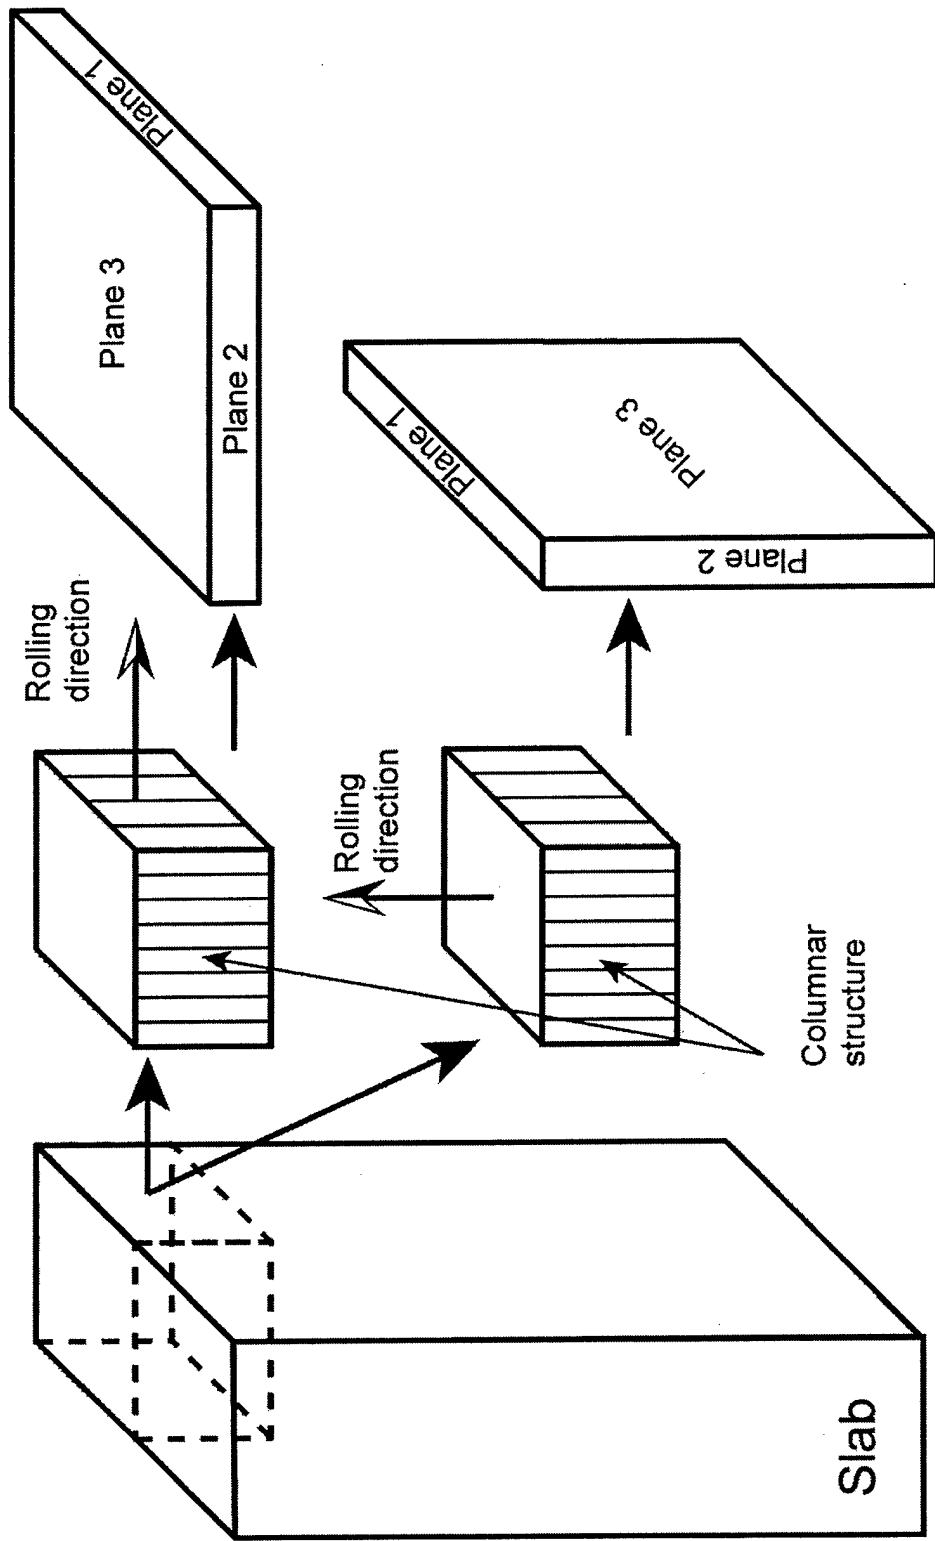 Slab
Columnar
structure
Rolling
direction
Rolling
direction
Plane 3
Plane 1
Plane 2
Plane 1
Plane 3
Plane 2